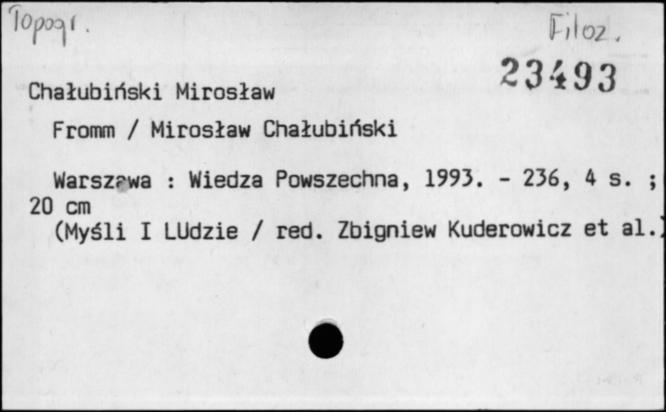 Topogr.
Filoz.
23493
Chałubiński Mirosław
Fromm / Mirosław Chałubiński
Warszawa : Wiedza Powszechna, 1993. - 236, 4 s. ;
20 cm
(Myśli I LUdzie / red. Zbigniew Kuderowicz et al.)